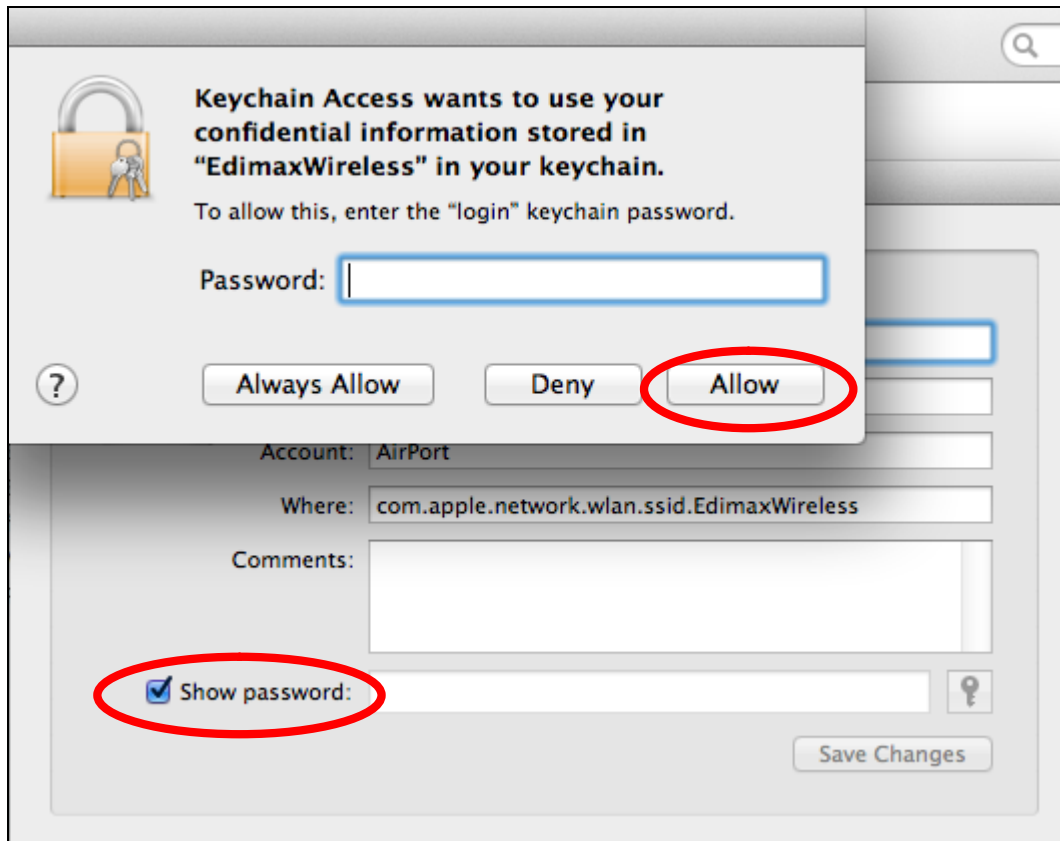 Keychain Access wants to use your
confidential information stored in
“EdimaxWireless” in your keychain.
To allow this, enter the “login” keychain password.
Password:
?
Always Allow
Deny
Allow
Account: AirPort
Where: com.apple.network.wlan.ssid.EdimaxWireless
Comments:
Show password:
Save Changes